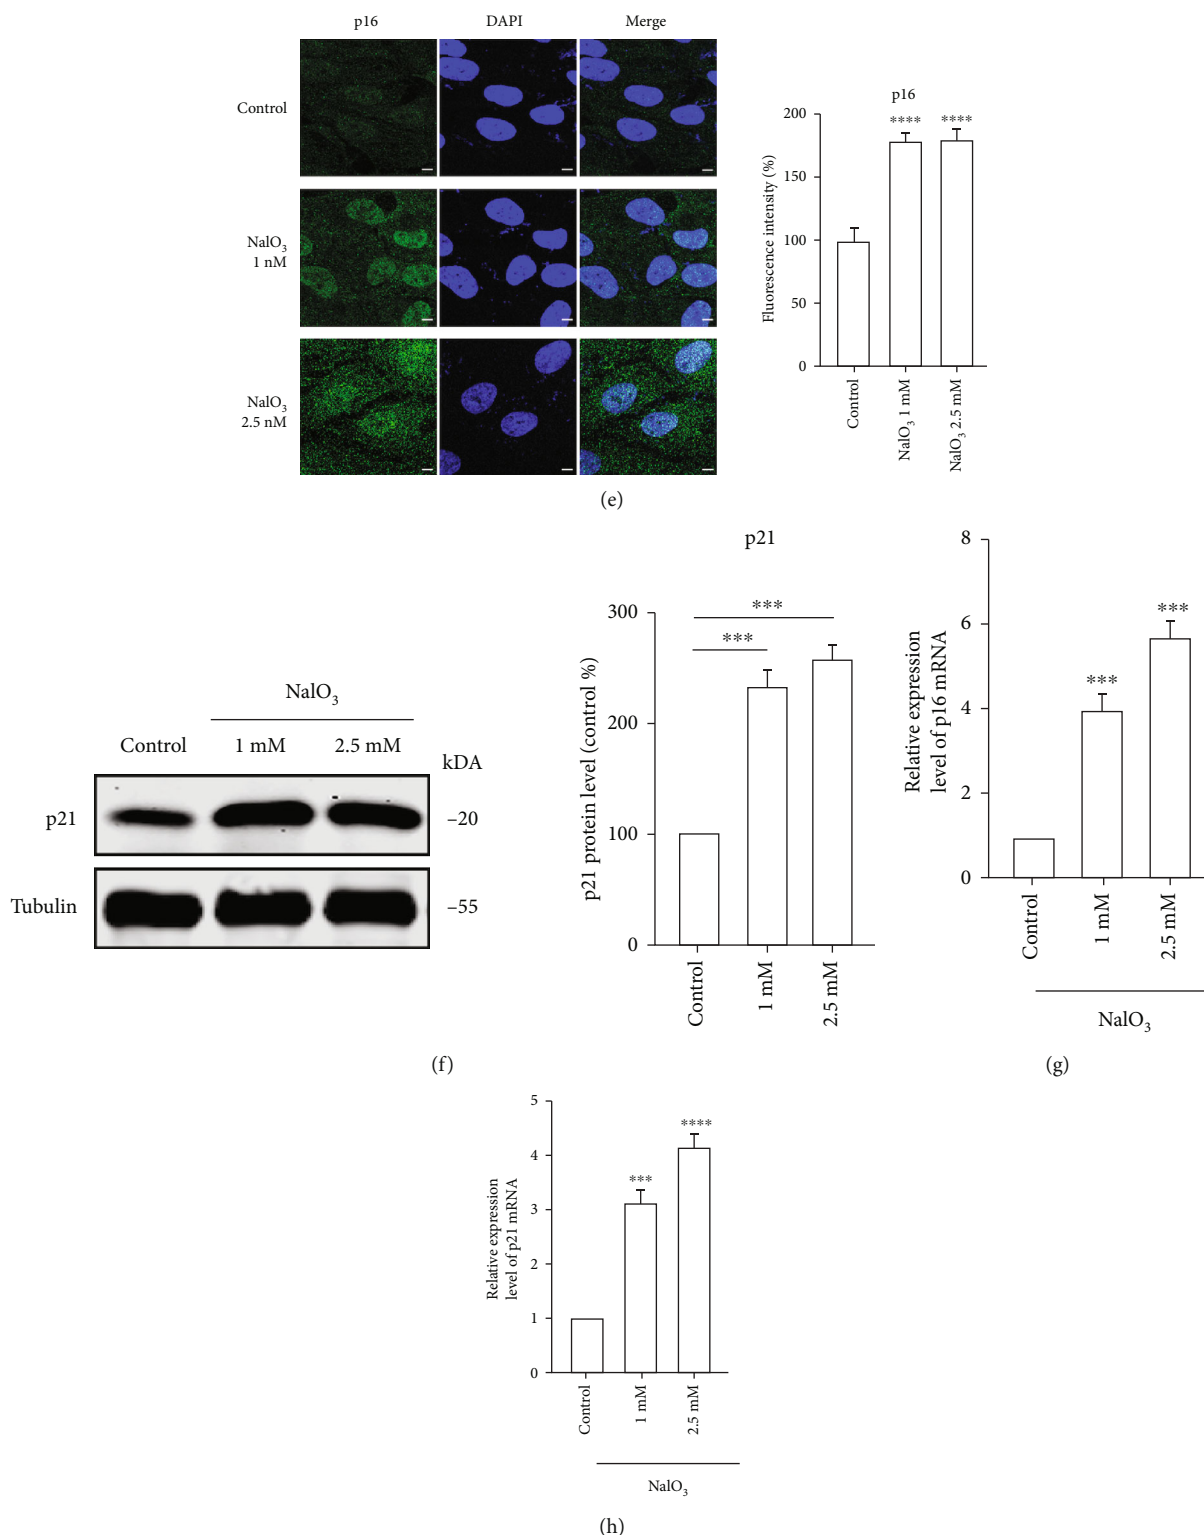 p16 DAPI Merge
Control
NaIO3
1 nM
NaIO3
2.5 nM
p16
Fluorescence intensity (%)
200
150
100
50
0
**** ****
Control
NaIO3 1 mM
NaIO3 2.5 mM
(e)
NaIO3
Control 1 mM 2.5 mM
kDA
p21 –20
Tubulin –55
p21
p21 protein level (control %)
300
200
100
0
***
***
Control
1 mM
2.5 mM
(f)
Relative expression
level of p16 mRNA
8
6
4
2
0
***
***
Control
1 mM
2.5 mM
NaIO3
(g)
Relative expression
level of p21 mRNA
5
4
3
2
1
0
***
****
Control
1 mM
2.5 mM
NaIO3
(h)